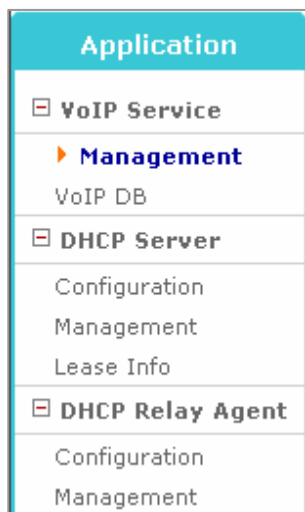 Application
VoIP Service
Management
VoIP DB
DHCP Server
Configuration
Management
Lease Info
DHCP Relay Agent
Configuration
Management